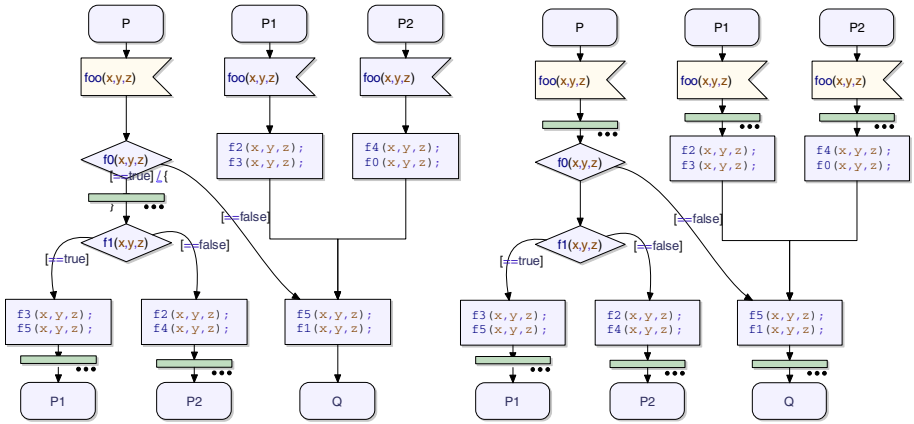 P
P1
P2
foo(x,y,z)
foo(x,y,z)
foo(x,y,z)
f2(x,y,z);
f3(x,y,z);
f4(x,y,z);
f0(x,y,z);
f0(x,y,z)
[==true] / {
}
[==false]
f1(x,y,z)
[==true]
[==false]
f3(x,y,z);
f5(x,y,z);
f2(x,y,z);
f4(x,y,z);
f5(x,y,z);
f1(x,y,z);
P1
P2
Q
P
P1
P2
foo(x,y,z)
foo(x,y,z)
foo(x,y,z)
f2(x,y,z);
f3(x,y,z);
f4(x,y,z);
f0(x,y,z);
f0(x,y,z)
[==false]
f1(x,y,z)
[==true]
[==false]
f3(x,y,z);
f5(x,y,z);
f2(x,y,z);
f4(x,y,z);
f5(x,y,z);
f1(x,y,z);
P1
P2
Q